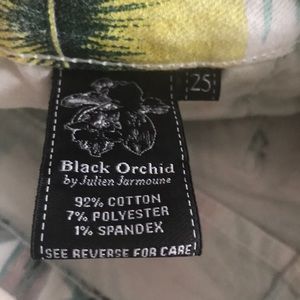 25
Black Orchid
by Julien Jarmoune
92% COTTON
7% POLYESTER
1% SPANDEX
SEE REVERSE FOR CARE